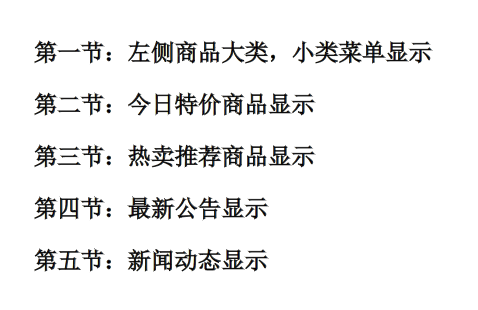 第一节：左侧商品大类，小类菜单显示
第二节：今日特价商品显示
第三节：热卖推荐商品显示
第四节：最新公告显示
第五节：新闻动态显示